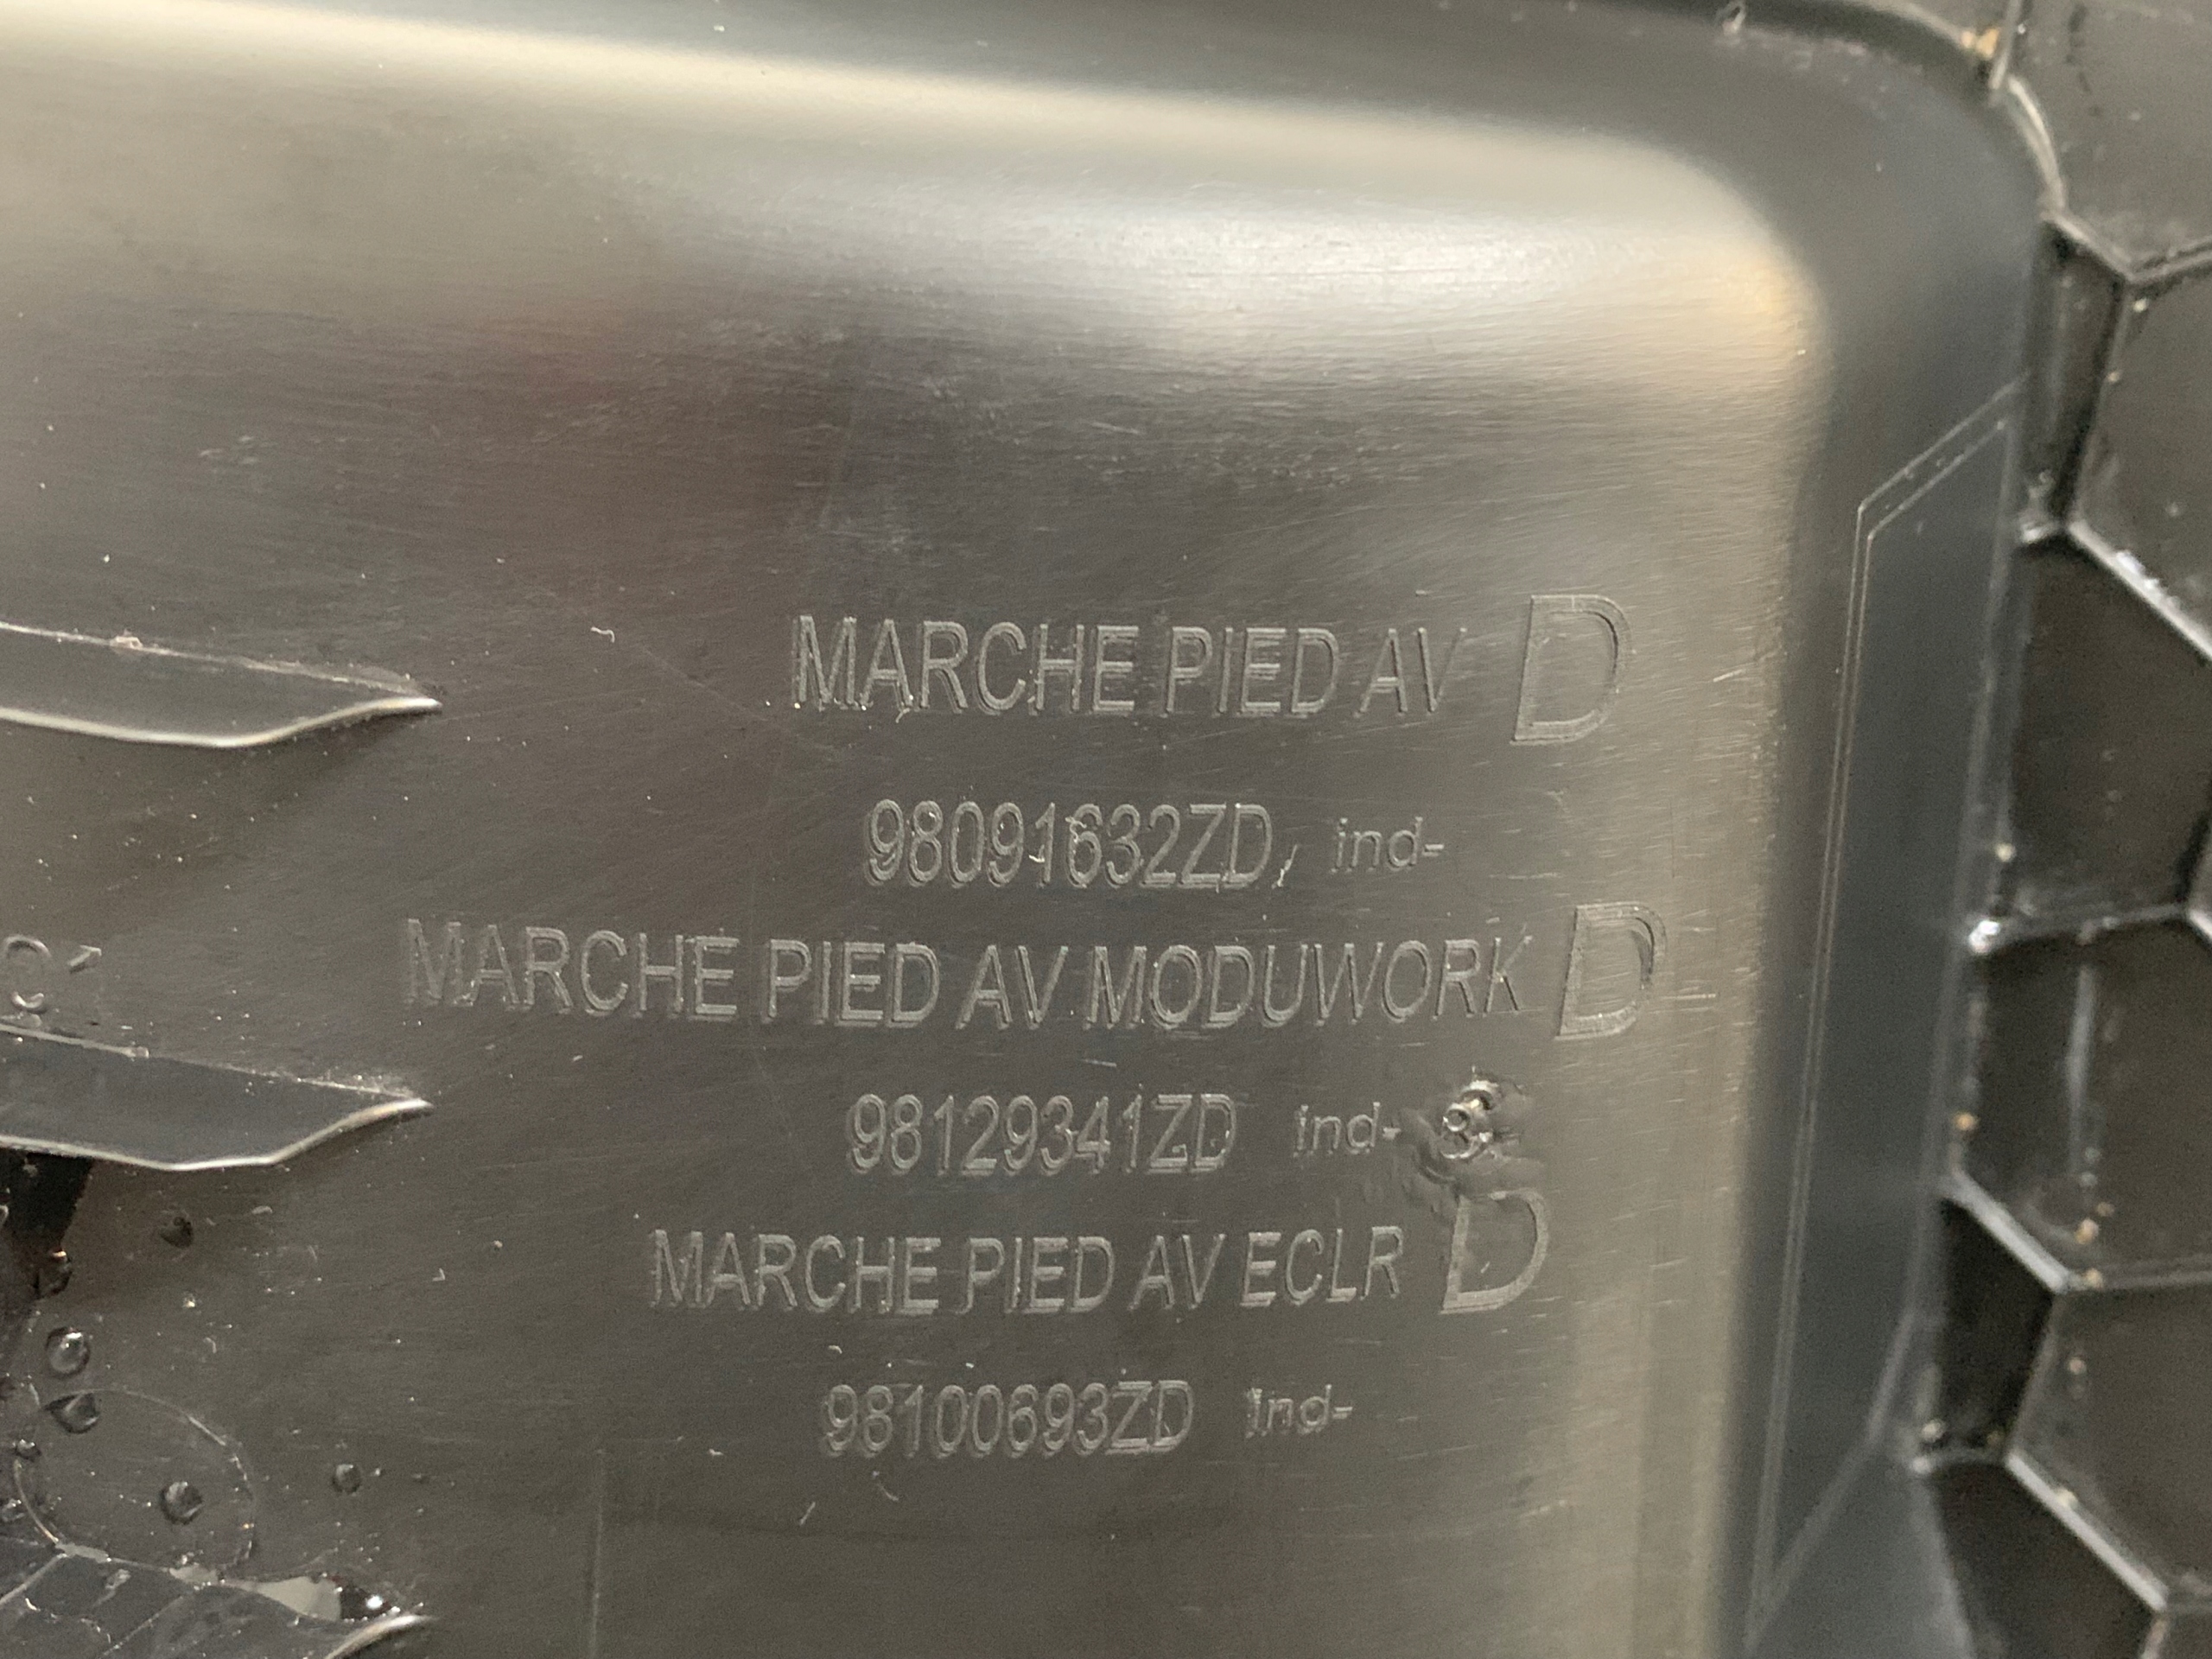 MARCHE PIED AV D
98091632ZD, ind-
MARCHE PIED AV MODUWORK D
98129341ZD ind-
MARCHE PIED AV ECLR D
98100693ZD Ind-